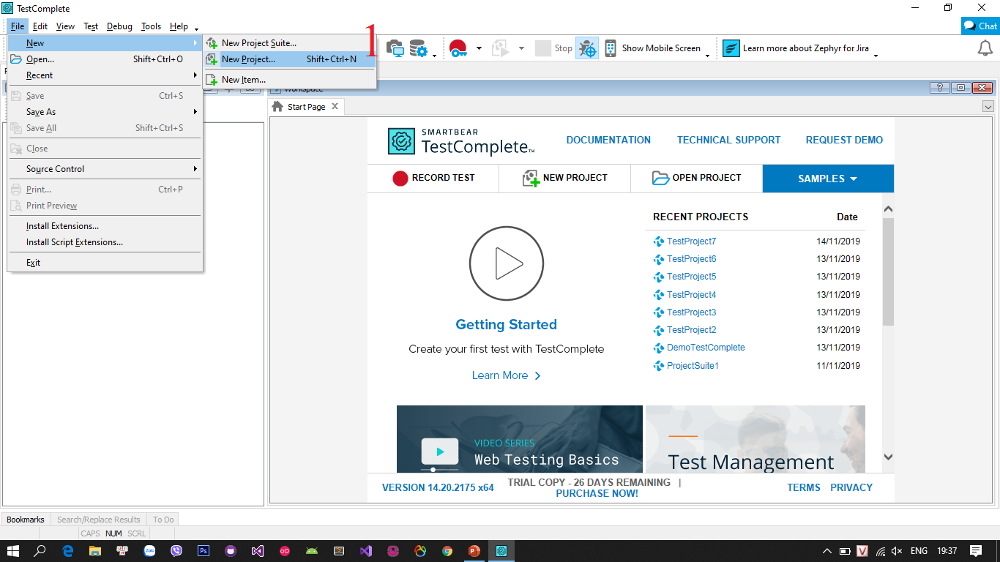 TestComplete
File Edit View Test Debug Tools Help
Chat
1
New
Open... Shift+Ctrl+O
Recent
Save Ctrl+S
Save As
Save All Shift+Ctrl+S
Close
Source Control
Print... Ctrl+P
Print Preview
Install Extensions...
Install Script Extensions...
Exit
New Project Suite...
New Project... Shift+Ctrl+N
New Item...
Stop
Show Mobile Screen
Learn more about Zephyr for Jira
Workspace
Start Page
SMARTBEAR
TestComplete™
DOCUMENTATION TECHNICAL SUPPORT REQUEST DEMO
RECORD TEST NEW PROJECT OPEN PROJECT SAMPLES
Getting Started
Create your first test with TestComplete
Learn More
RECENT PROJECTS Date
TestProject7 14/11/2019
TestProject6 13/11/2019
TestProject5 13/11/2019
TestProject4 13/11/2019
TestProject3 13/11/2019
TestProject2 13/11/2019
DemoTestComplete 13/11/2019
ProjectSuite1 11/11/2019
VIDEO SERIES
Web Testing Basics
Test Management
VERSION 14.20.2175 x64
TRIAL COPY - 26 DAYS REMAINING |
PURCHASE NOW!
TERMS PRIVACY
Bookmarks Search/Replace Results To Do
CAPS NUM SCRL
Zalo
Ps
ENG 19:37